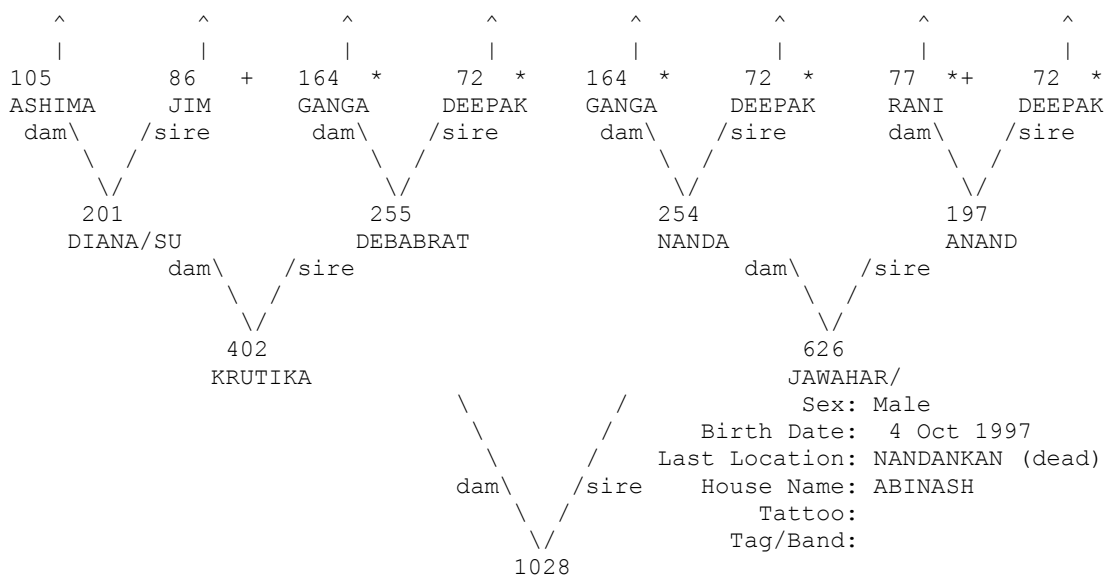 ^ ^ ^ ^ ^ ^ ^ ^
| | | | | | | |
105 86 + 164 * 72 * 164 * 72 * 77 *+ 72 *
ASHIMA JIM GANGA DEEPAK GANGA DEEPAK RANI DEEPAK
dam\ /sire dam\ /sire dam\ /sire dam\ /sire
\ / \ / \ / \ /
\/ \/ \/ \/
201 255 254 197
DIANA/SU DEBABRAT NANDA ANAND
dam\ /sire dam\ /sire
\ / \ /
\/ \/
402 626
KRUTIKA JAWAHAR/
\ / Sex: Male
\ / Birth Date: 4 Oct 1997
\ / Last Location: NANDANKAN (dead)
dam\ /sire House Name: ABINASH
\ / Tattoo:
\/ Tag/Band:
1028